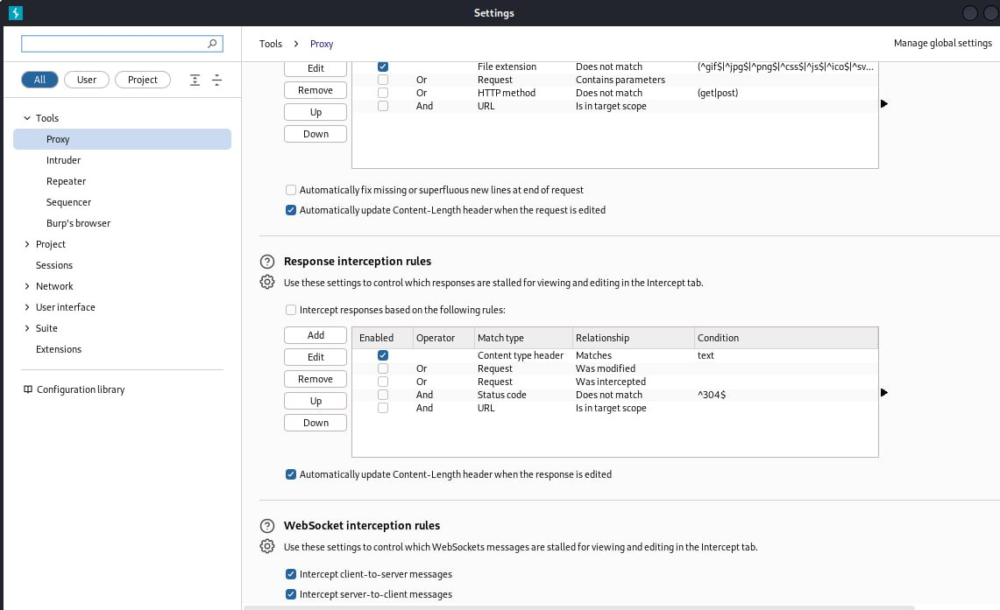 Settings
Tools > Proxy
Manage global settings
All User Project
Tools
Proxy
Intruder
Repeater
Sequencer
Burp's browser
Project
Sessions
Network
User interface
Suite
Extensions
Configuration library
Edit
Remove
Up
Down
File extension Does not match (^gif$|^jpg$|^png$|^css$|^js$|^ico$|^sv...
Or Request Contains parameters
Or HTTP method Does not match (get|post)
And URL Is in target scope
Automatically fix missing or superfluous new lines at end of request
Automatically update Content-Length header when the request is edited
Response interception rules
Use these settings to control which responses are stalled for viewing and editing in the Intercept tab.
Intercept responses based on the following rules:
Add
Edit
Remove
Up
Down
Enabled Operator Match type Relationship Condition
Content type header Matches text
Or Request Was modified
Or Request Was intercepted
And Status code Does not match ^304$
And URL Is in target scope
Automatically update Content-Length header when the response is edited
WebSocket interception rules
Use these settings to control which WebSockets messages are stalled for viewing and editing in the Intercept tab.
Intercept client-to-server messages
Intercept server-to-client messages